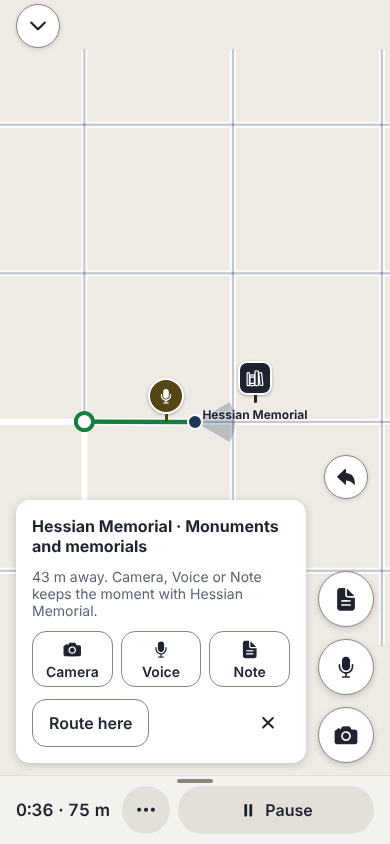 Hessian Memorial
Hessian Memorial · Monuments
and memorials
43 m away. Camera, Voice or Note
keeps the moment with Hessian
Memorial.
Camera
Voice
Note
Route here
0:36 · 75 m
Pause